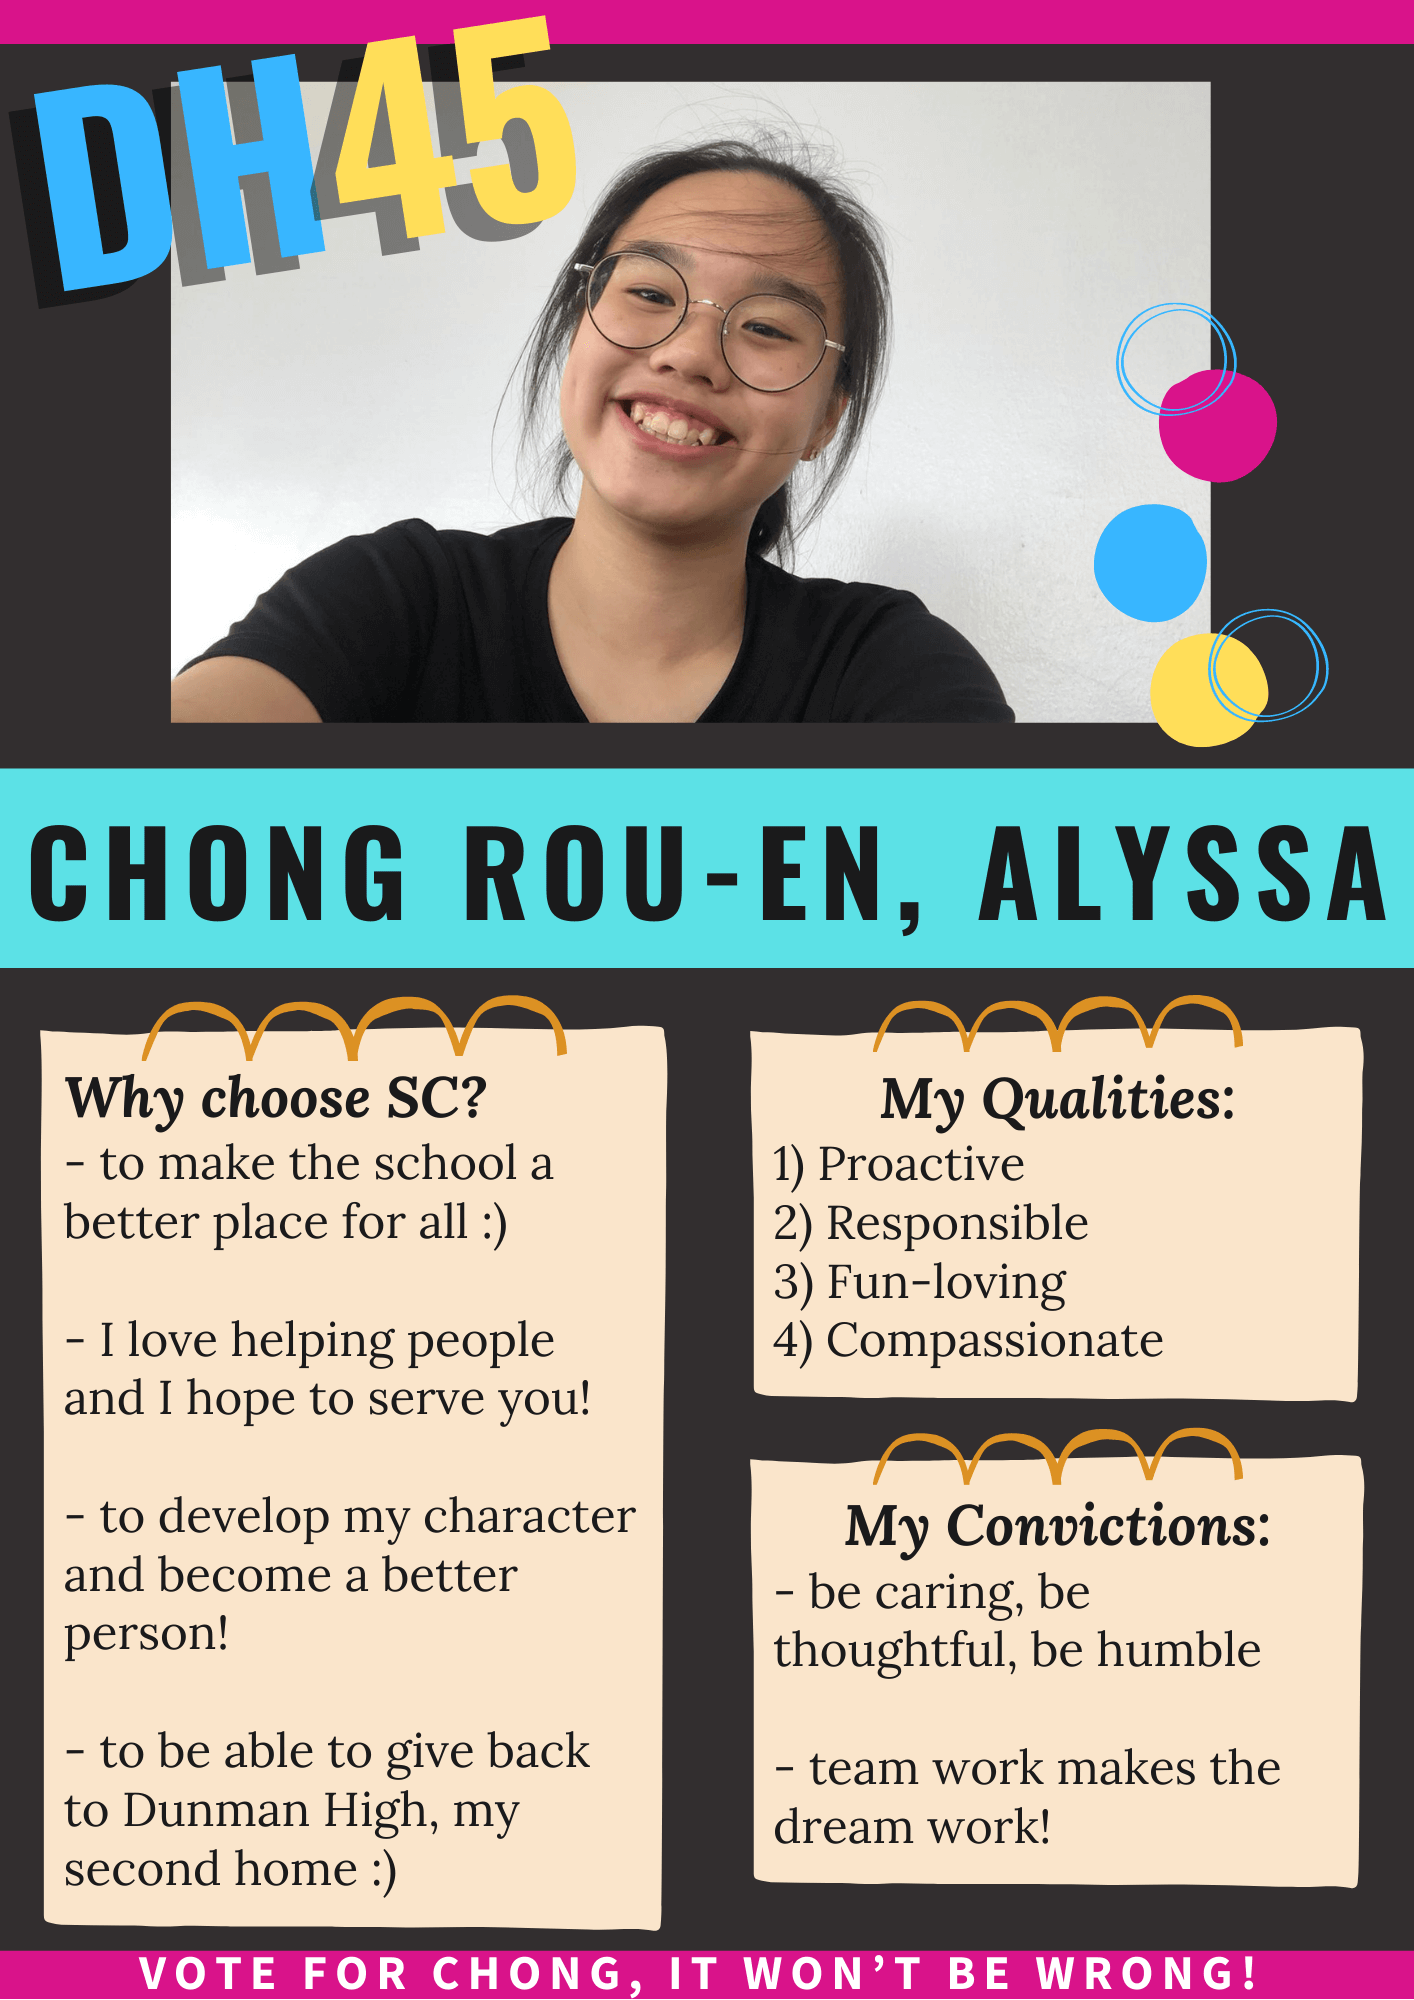 DH45
CHONG ROU-EN, ALYSSA
Why choose SC?
- to make the school a
better place for all :)
- I love helping people
and I hope to serve you!
- to develop my character
and become a better
person!
- to be able to give back
to Dunman High, my
second home :)
My Qualities:
1) Proactive
2) Responsible
3) Fun-loving
4) Compassionate
My Convictions:
- be caring, be
thoughtful, be humble
- team work makes the
dream work!
VOTE FOR CHONG, IT WON'T BE WRONG!